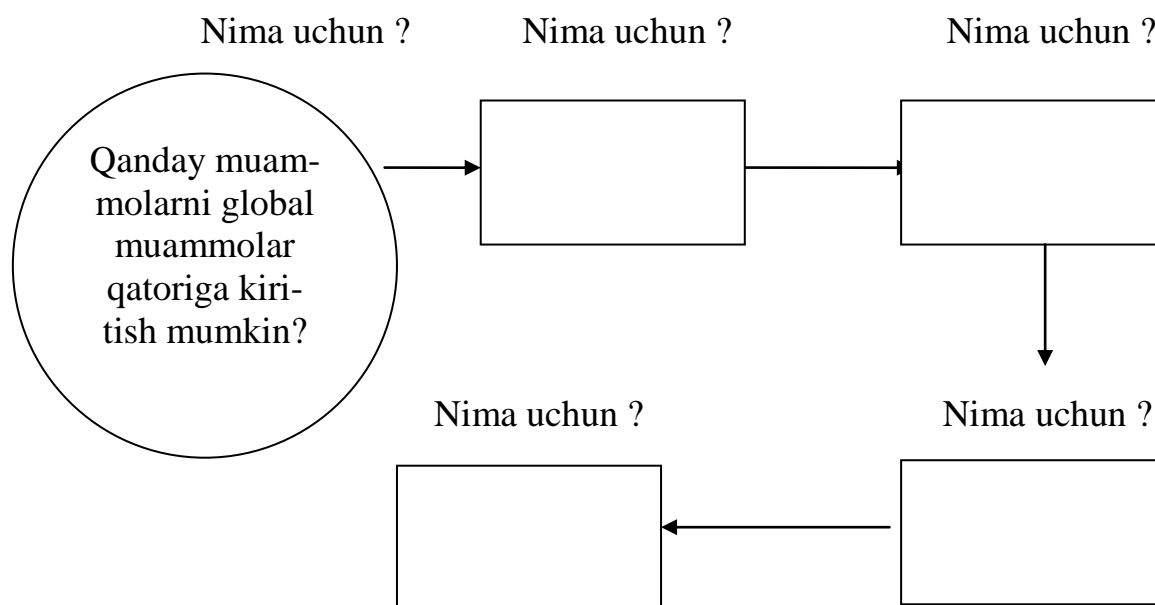 Nima uchun ? Nima uchun ? Nima uchun ?
Qanday muam-
molarni global
muammolar
qatoriga kiri-
tish mumkin?
Nima uchun ? Nima uchun ?